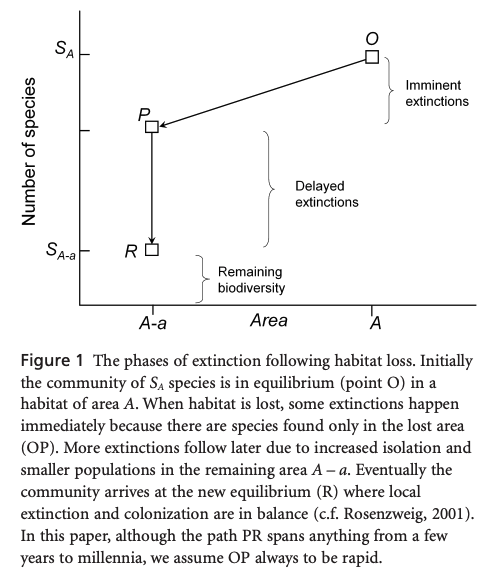 S_A
O
Imminent
extinctions
P
Number of species
Delayed
extinctions
S_A-a
R
Remaining
biodiversity
A-a
Area
A
Figure 1 The phases of extinction following habitat loss. Initially
the community of S_A species is in equilibrium (point O) in a
habitat of area A. When habitat is lost, some extinctions happen
immediately because there are species found only in the lost area
(OP). More extinctions follow later due to increased isolation and
smaller populations in the remaining area A – a. Eventually the
community arrives at the new equilibrium (R) where local
extinction and colonization are in balance (c.f. Rosenzweig, 2001).
In this paper, although the path PR spans anything from a few
years to millennia, we assume OP always to be rapid.